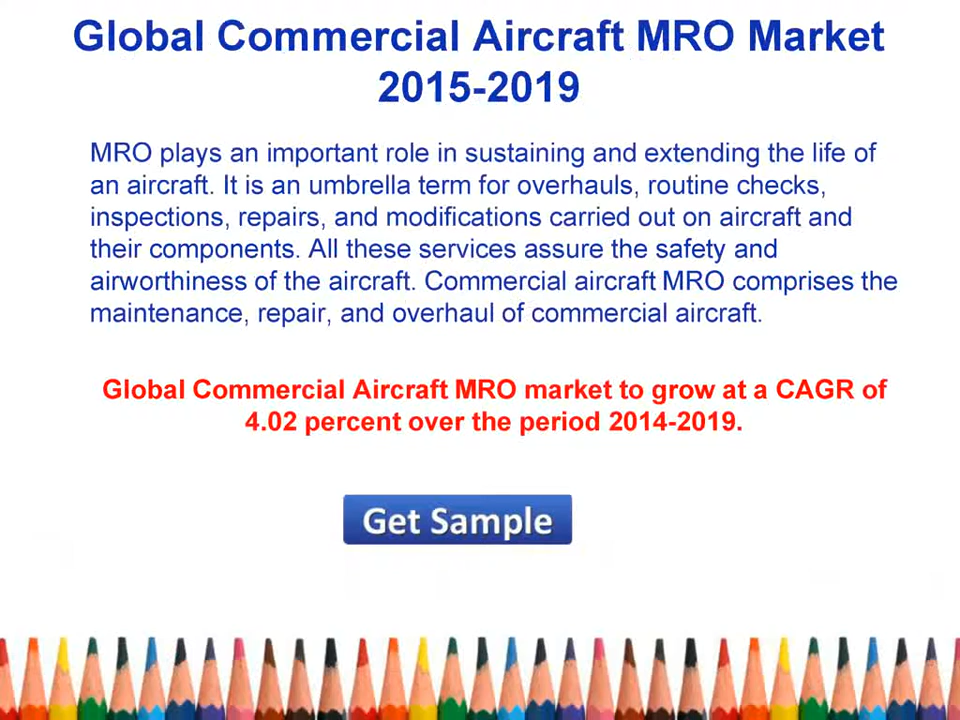 Global Commercial Aircraft MRO Market
2015-2019
MRO plays an important role in sustaining and extending the life of
an aircraft. It is an umbrella term for overhauls, routine checks,
inspections, repairs, and modifications carried out on aircraft and
their components. All these services assure the safety and
airworthiness of the aircraft. Commercial aircraft MRO comprises the
maintenance, repair, and overhaul of commercial aircraft.
Global Commercial Aircraft MRO market to grow at a CAGR of
4.02 percent over the period 2014-2019.
Get Sample